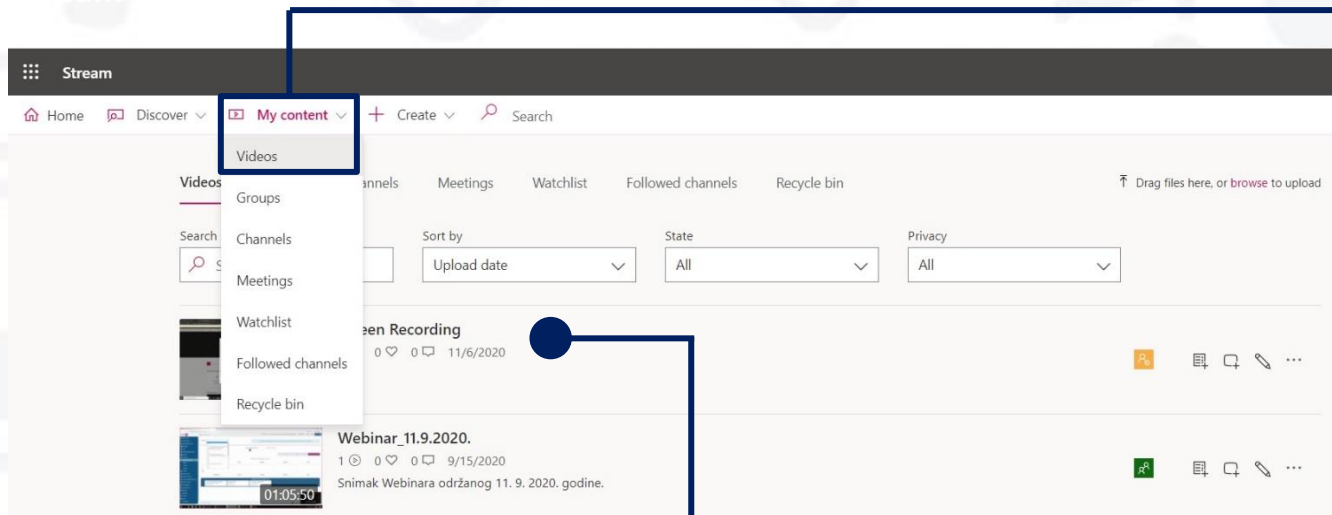 Stream
Home Discover My content Create Search
Videos
Groups
Channels
Meetings
Watchlist
Followed channels
Recycle bin
Videos Meetings Watchlist Followed channels Recycle bin Drag files here, or browse to upload
Search Sort by State Privacy
Upload date All All
Recording
0 0 11/6/2020
Webinar_11.9.2020.
1 0 0 9/15/2020
Snimak Webinara održanog 11. 9. 2020. godine.
01:05:50